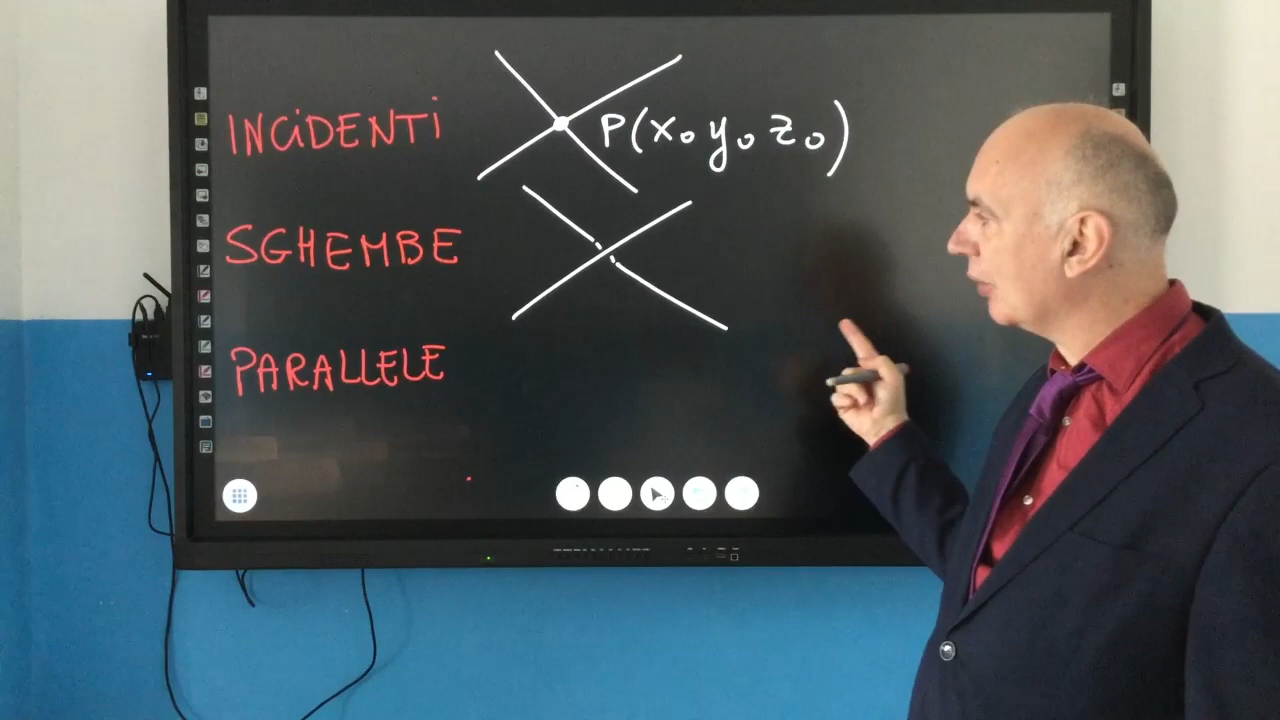 INCIDENTI P(x₀ y₀ z₀)
SGHEMBE
PARALLELE